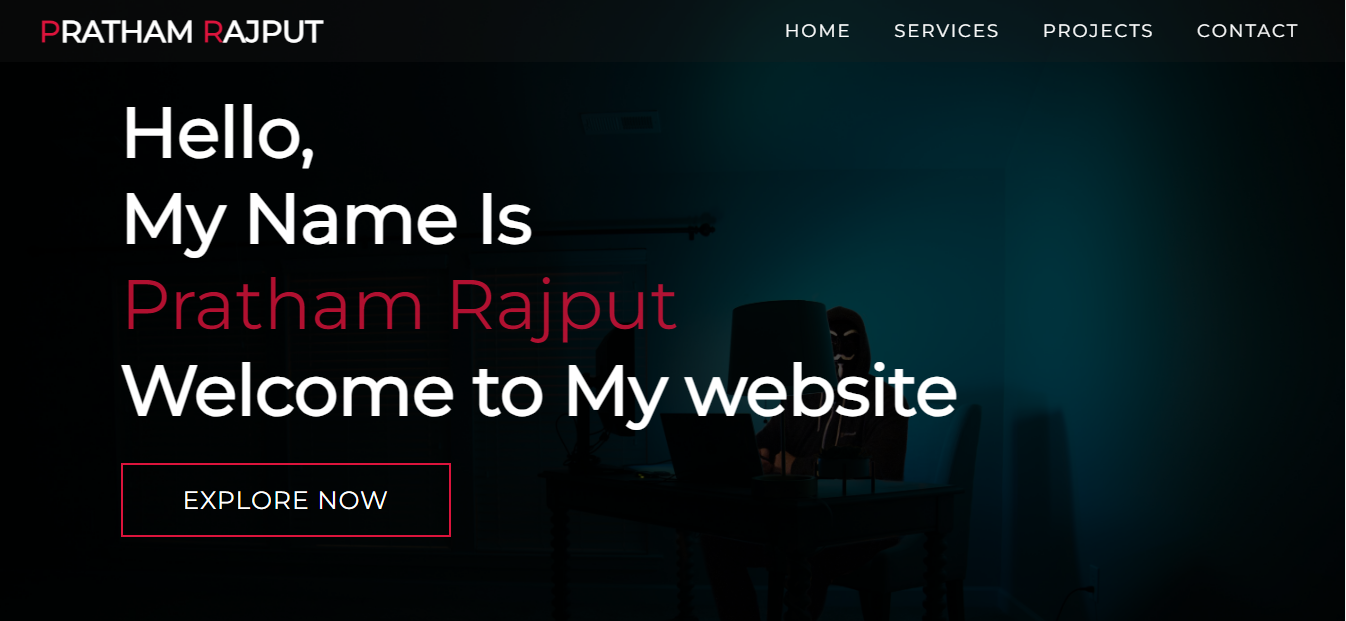 PRATHAM RAJPUT
HOME SERVICES PROJECTS CONTACT
Hello,
My Name Is
Pratham Rajput
Welcome to My website
EXPLORE NOW